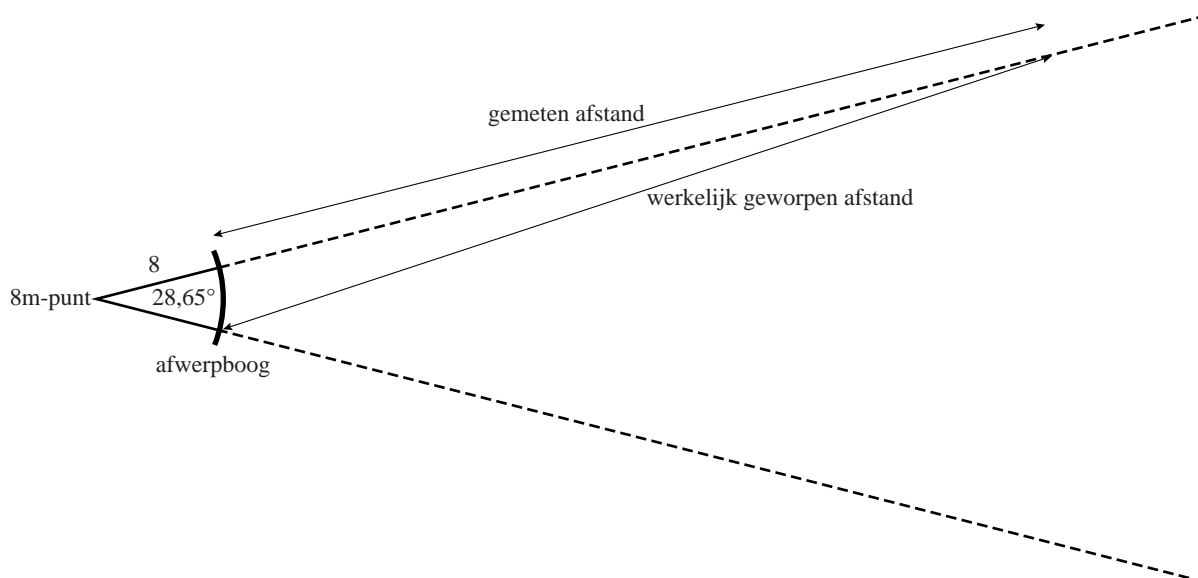 gemeten afstand
werkelijk geworpen afstand
8
8m-punt
28,65°
afwerpboog